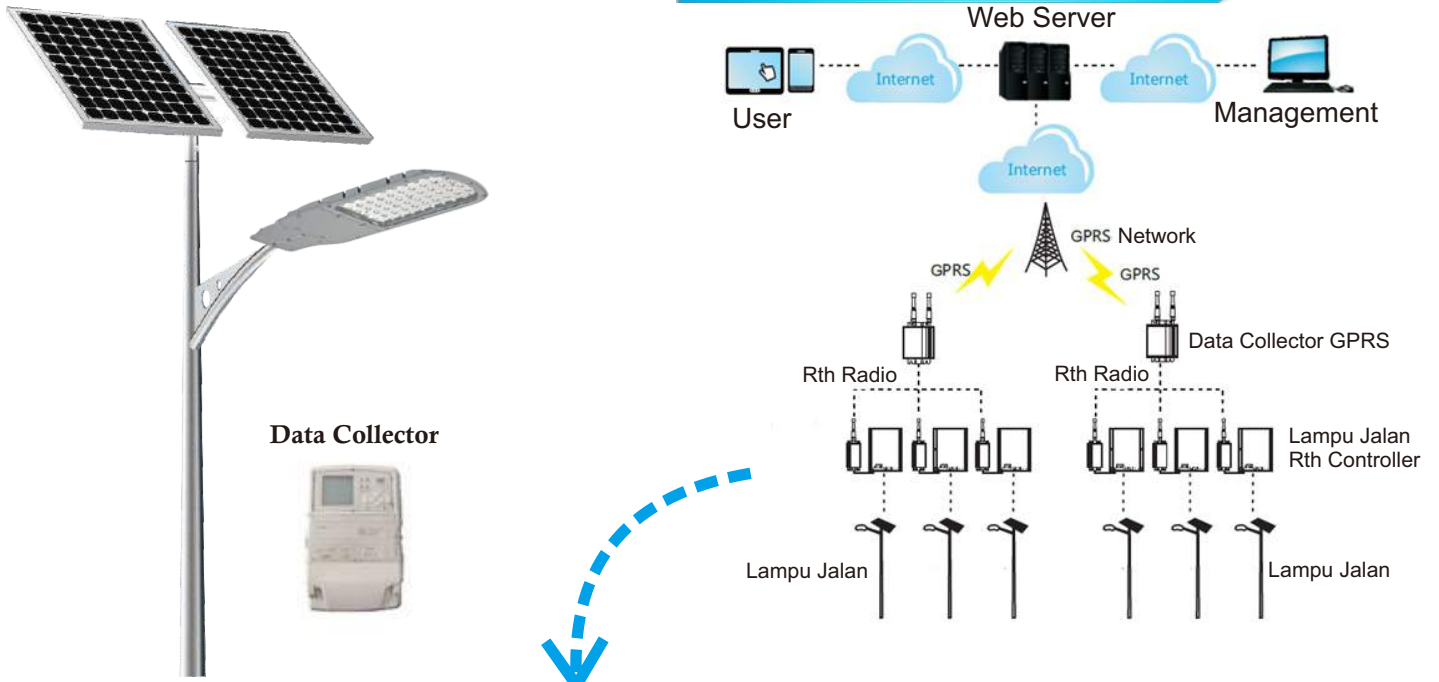 Web Server
Internet
Internet
User
Management
Internet
GPRS Network
GPRS
GPRS
Data Collector GPRS
Rth Radio
Rth Radio
Data Collector
Lampu Jalan
Rth Controller
Lampu Jalan
Lampu Jalan